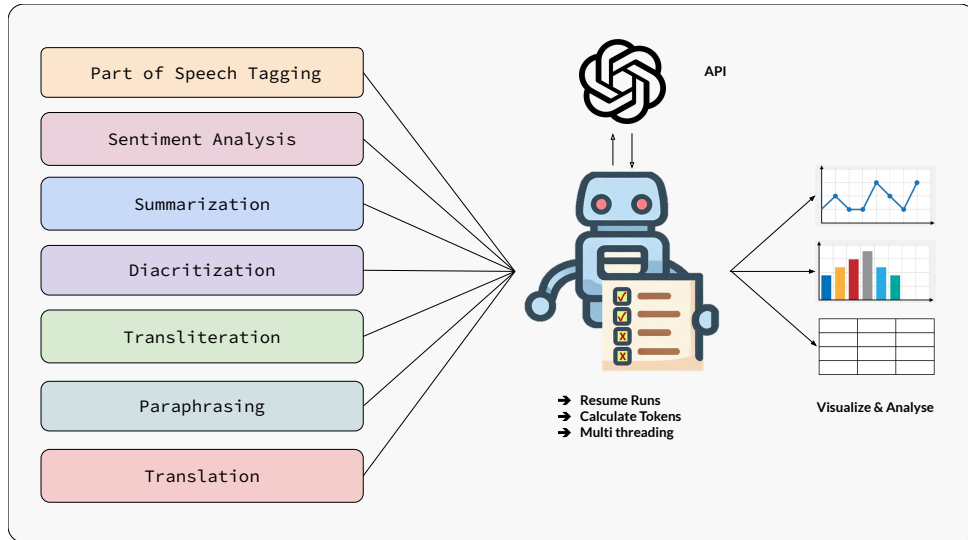 Part of Speech Tagging
Sentiment Analysis
Summarization
Diacritization
Transliteration
Paraphrasing
Translation
API
➔ Resume Runs
➔ Calculate Tokens
➔ Multi threading
Visualize & Analyse